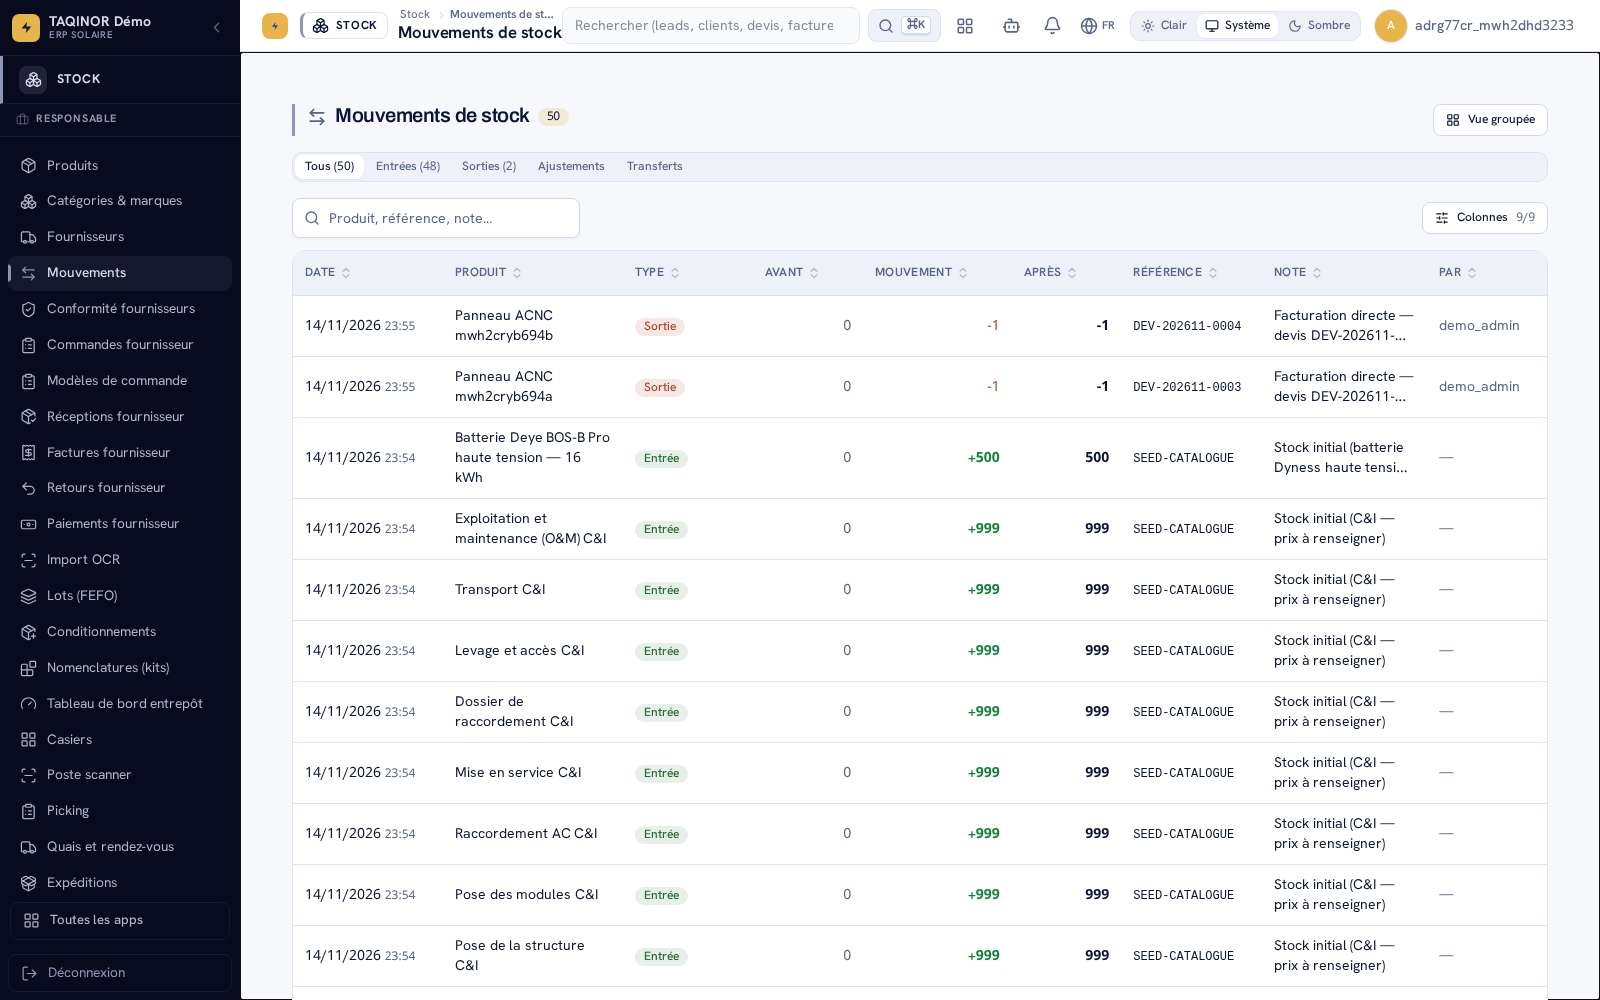 TAQINOR Démo
ERP SOLAIRE
STOCK
RESPONSABLE
Produits
Catégories & marques
Fournisseurs
Mouvements
Conformité fournisseurs
Commandes fournisseur
Modèles de commande
Réceptions fournisseur
Factures fournisseur
Retours fournisseur
Paiements fournisseur
Import OCR
Lots (FEFO)
Conditionnements
Nomenclatures (kits)
Tableau de bord entrepôt
Casiers
Poste scanner
Picking
Quais et rendez-vous
Expéditions
Toutes les apps
Déconnexion
STOCK
Stock > Mouvements de st...
Mouvements de stock
Rechercher (leads, clients, devis, facture
⌘K
FR
Clair Système Sombre
A adrg77cr_mwh2dhd3233
Mouvements de stock 50
Vue groupée
Tous (50) Entrées (48) Sorties (2) Ajustements Transferts
Produit, référence, note...
Colonnes 9/9
DATE PRODUIT TYPE AVANT MOUVEMENT APRÈS RÉFÉRENCE NOTE PAR
14/11/2026 23:55 Panneau ACNC mwh2cryb694b Sortie 0 -1 -1 DEV-202611-0004 Facturation directe — devis DEV-202611-... demo_admin
14/11/2026 23:55 Panneau ACNC mwh2cryb694a Sortie 0 -1 -1 DEV-202611-0003 Facturation directe — devis DEV-202611-... demo_admin
14/11/2026 23:54 Batterie Deye BOS-B Pro haute tension — 16 kWh Entrée 0 +500 500 SEED-CATALOGUE Stock initial (batterie Dyness haute tensi... —
14/11/2026 23:54 Exploitation et maintenance (O&M) C&I Entrée 0 +999 999 SEED-CATALOGUE Stock initial (C&I — prix à renseigner) —
14/11/2026 23:54 Transport C&I Entrée 0 +999 999 SEED-CATALOGUE Stock initial (C&I — prix à renseigner) —
14/11/2026 23:54 Levage et accès C&I Entrée 0 +999 999 SEED-CATALOGUE Stock initial (C&I — prix à renseigner) —
14/11/2026 23:54 Dossier de raccordement C&I Entrée 0 +999 999 SEED-CATALOGUE Stock initial (C&I — prix à renseigner) —
14/11/2026 23:54 Mise en service C&I Entrée 0 +999 999 SEED-CATALOGUE Stock initial (C&I — prix à renseigner) —
14/11/2026 23:54 Raccordement AC C&I Entrée 0 +999 999 SEED-CATALOGUE Stock initial (C&I — prix à renseigner) —
14/11/2026 23:54 Pose des modules C&I Entrée 0 +999 999 SEED-CATALOGUE Stock initial (C&I — prix à renseigner) —
14/11/2026 23:54 Pose de la structure C&I Entrée 0 +999 999 SEED-CATALOGUE Stock initial (C&I — prix à renseigner) —